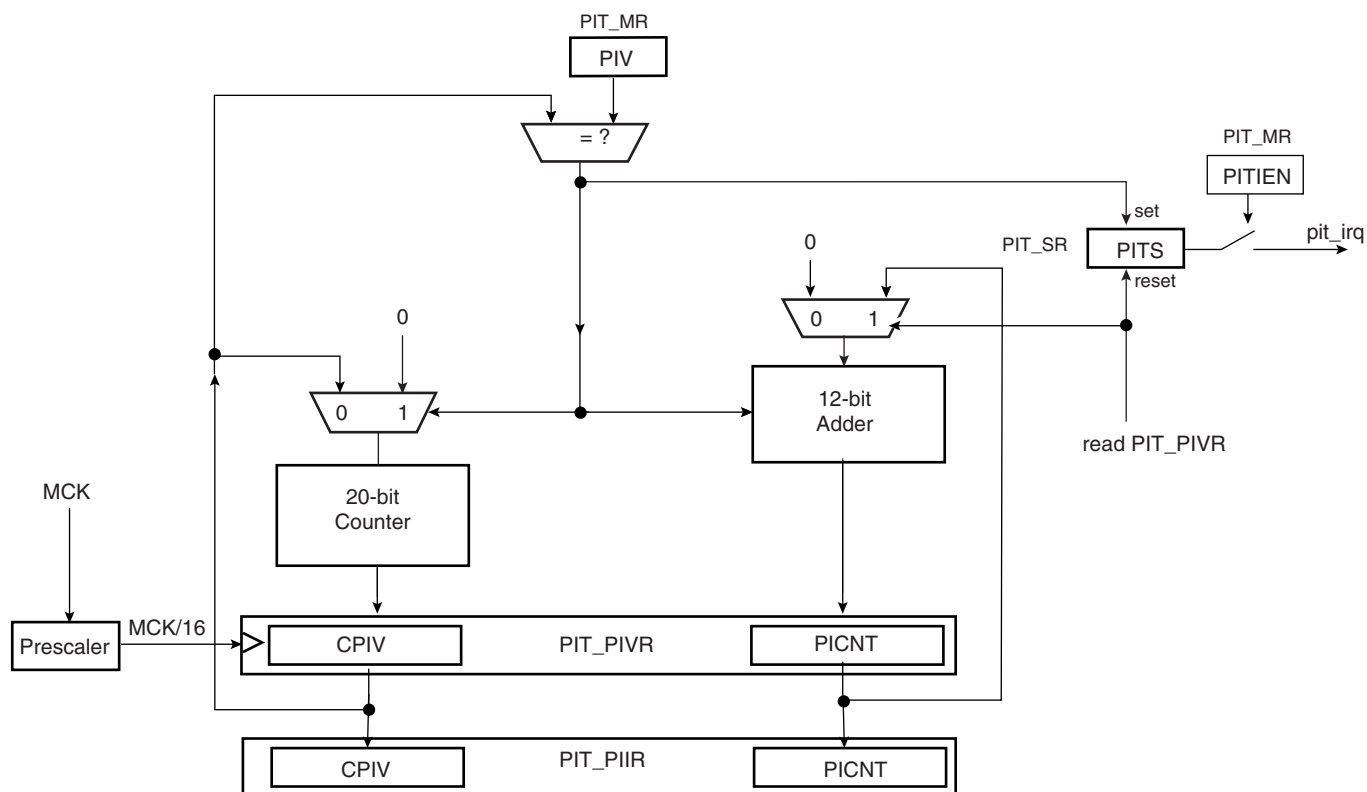 PIT_MR
PIV
= ?
PIT_MR
PITIEN
set
0
PIT_SR
PITS
pit_irq
reset
0
0 1
0 1
12-bit
Adder
read PIT_PIVR
MCK
20-bit
Counter
MCK/16
Prescaler
CPIV
PIT_PIVR
PICNT
CPIV
PIT_PIIR
PICNT